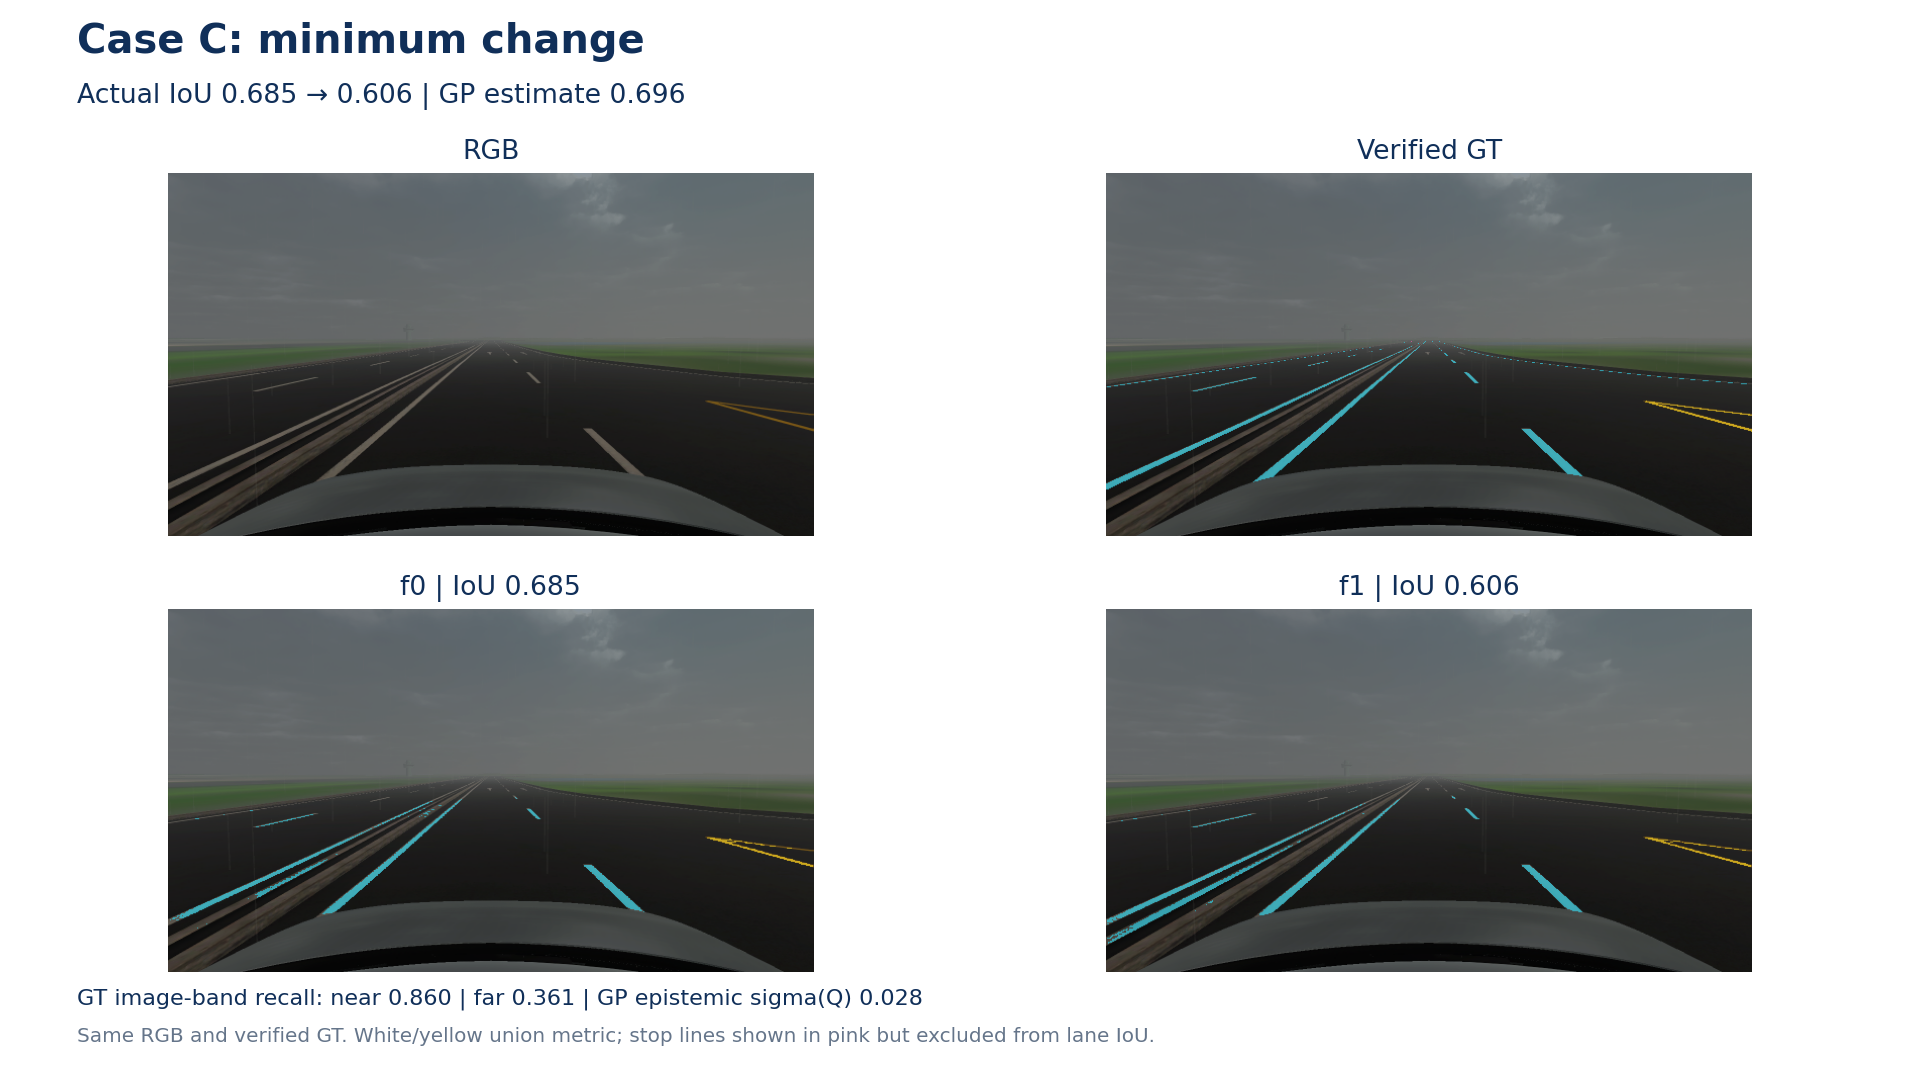 Case C: minimum change
Actual IoU 0.685 → 0.606 | GP estimate 0.696
RGB
Verified GT
f0 | IoU 0.685
f1 | IoU 0.606
GT image-band recall: near 0.860 | far 0.361 | GP epistemic sigma(Q) 0.028
Same RGB and verified GT. White/yellow union metric; stop lines shown in pink but excluded from lane IoU.